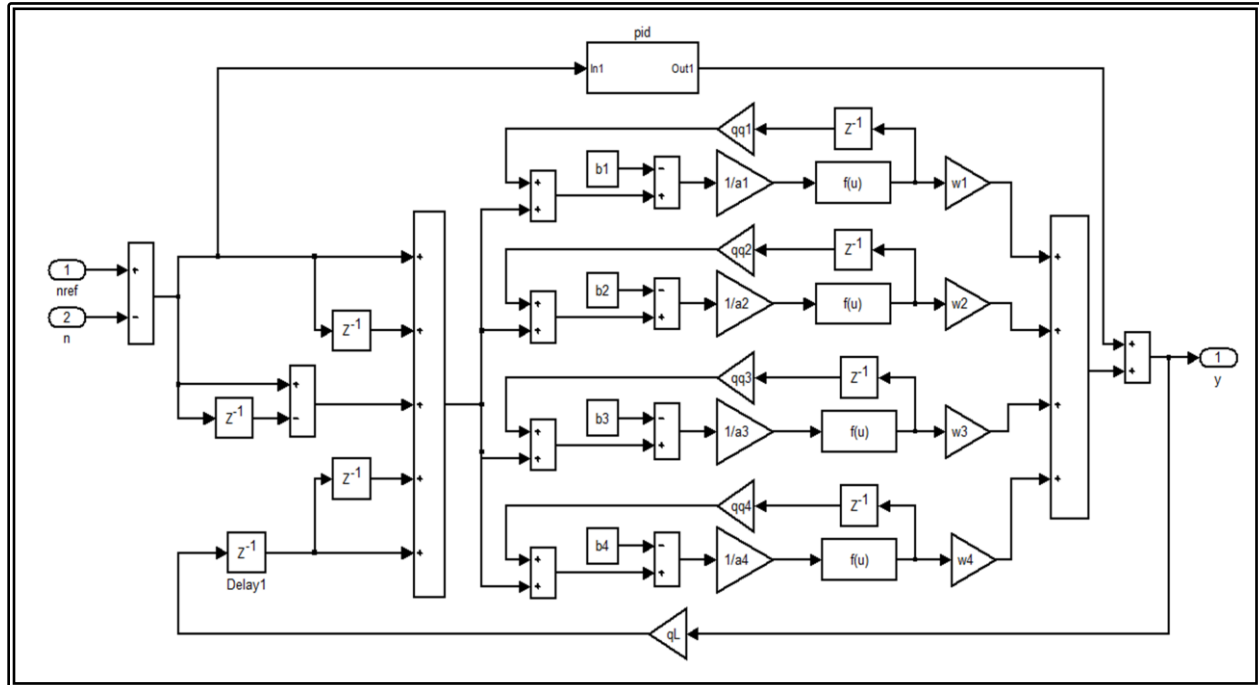 pid
In1 Out1
qq1 Z-1
b1 - + + + 1/a1 f(u) w1
1 nref + - 2 n
+ + + + +
Z-1
qq2 Z-1
b2 - + + + 1/a2 f(u) w2
Z-1 + -
qq3 Z-1
b3 - + + + 1/a3 f(u) w3
+ + + +
+ + 1 y
Z-1
qq4 Z-1
b4 - + + + 1/a4 f(u) w4
Z-1
Delay1
qL